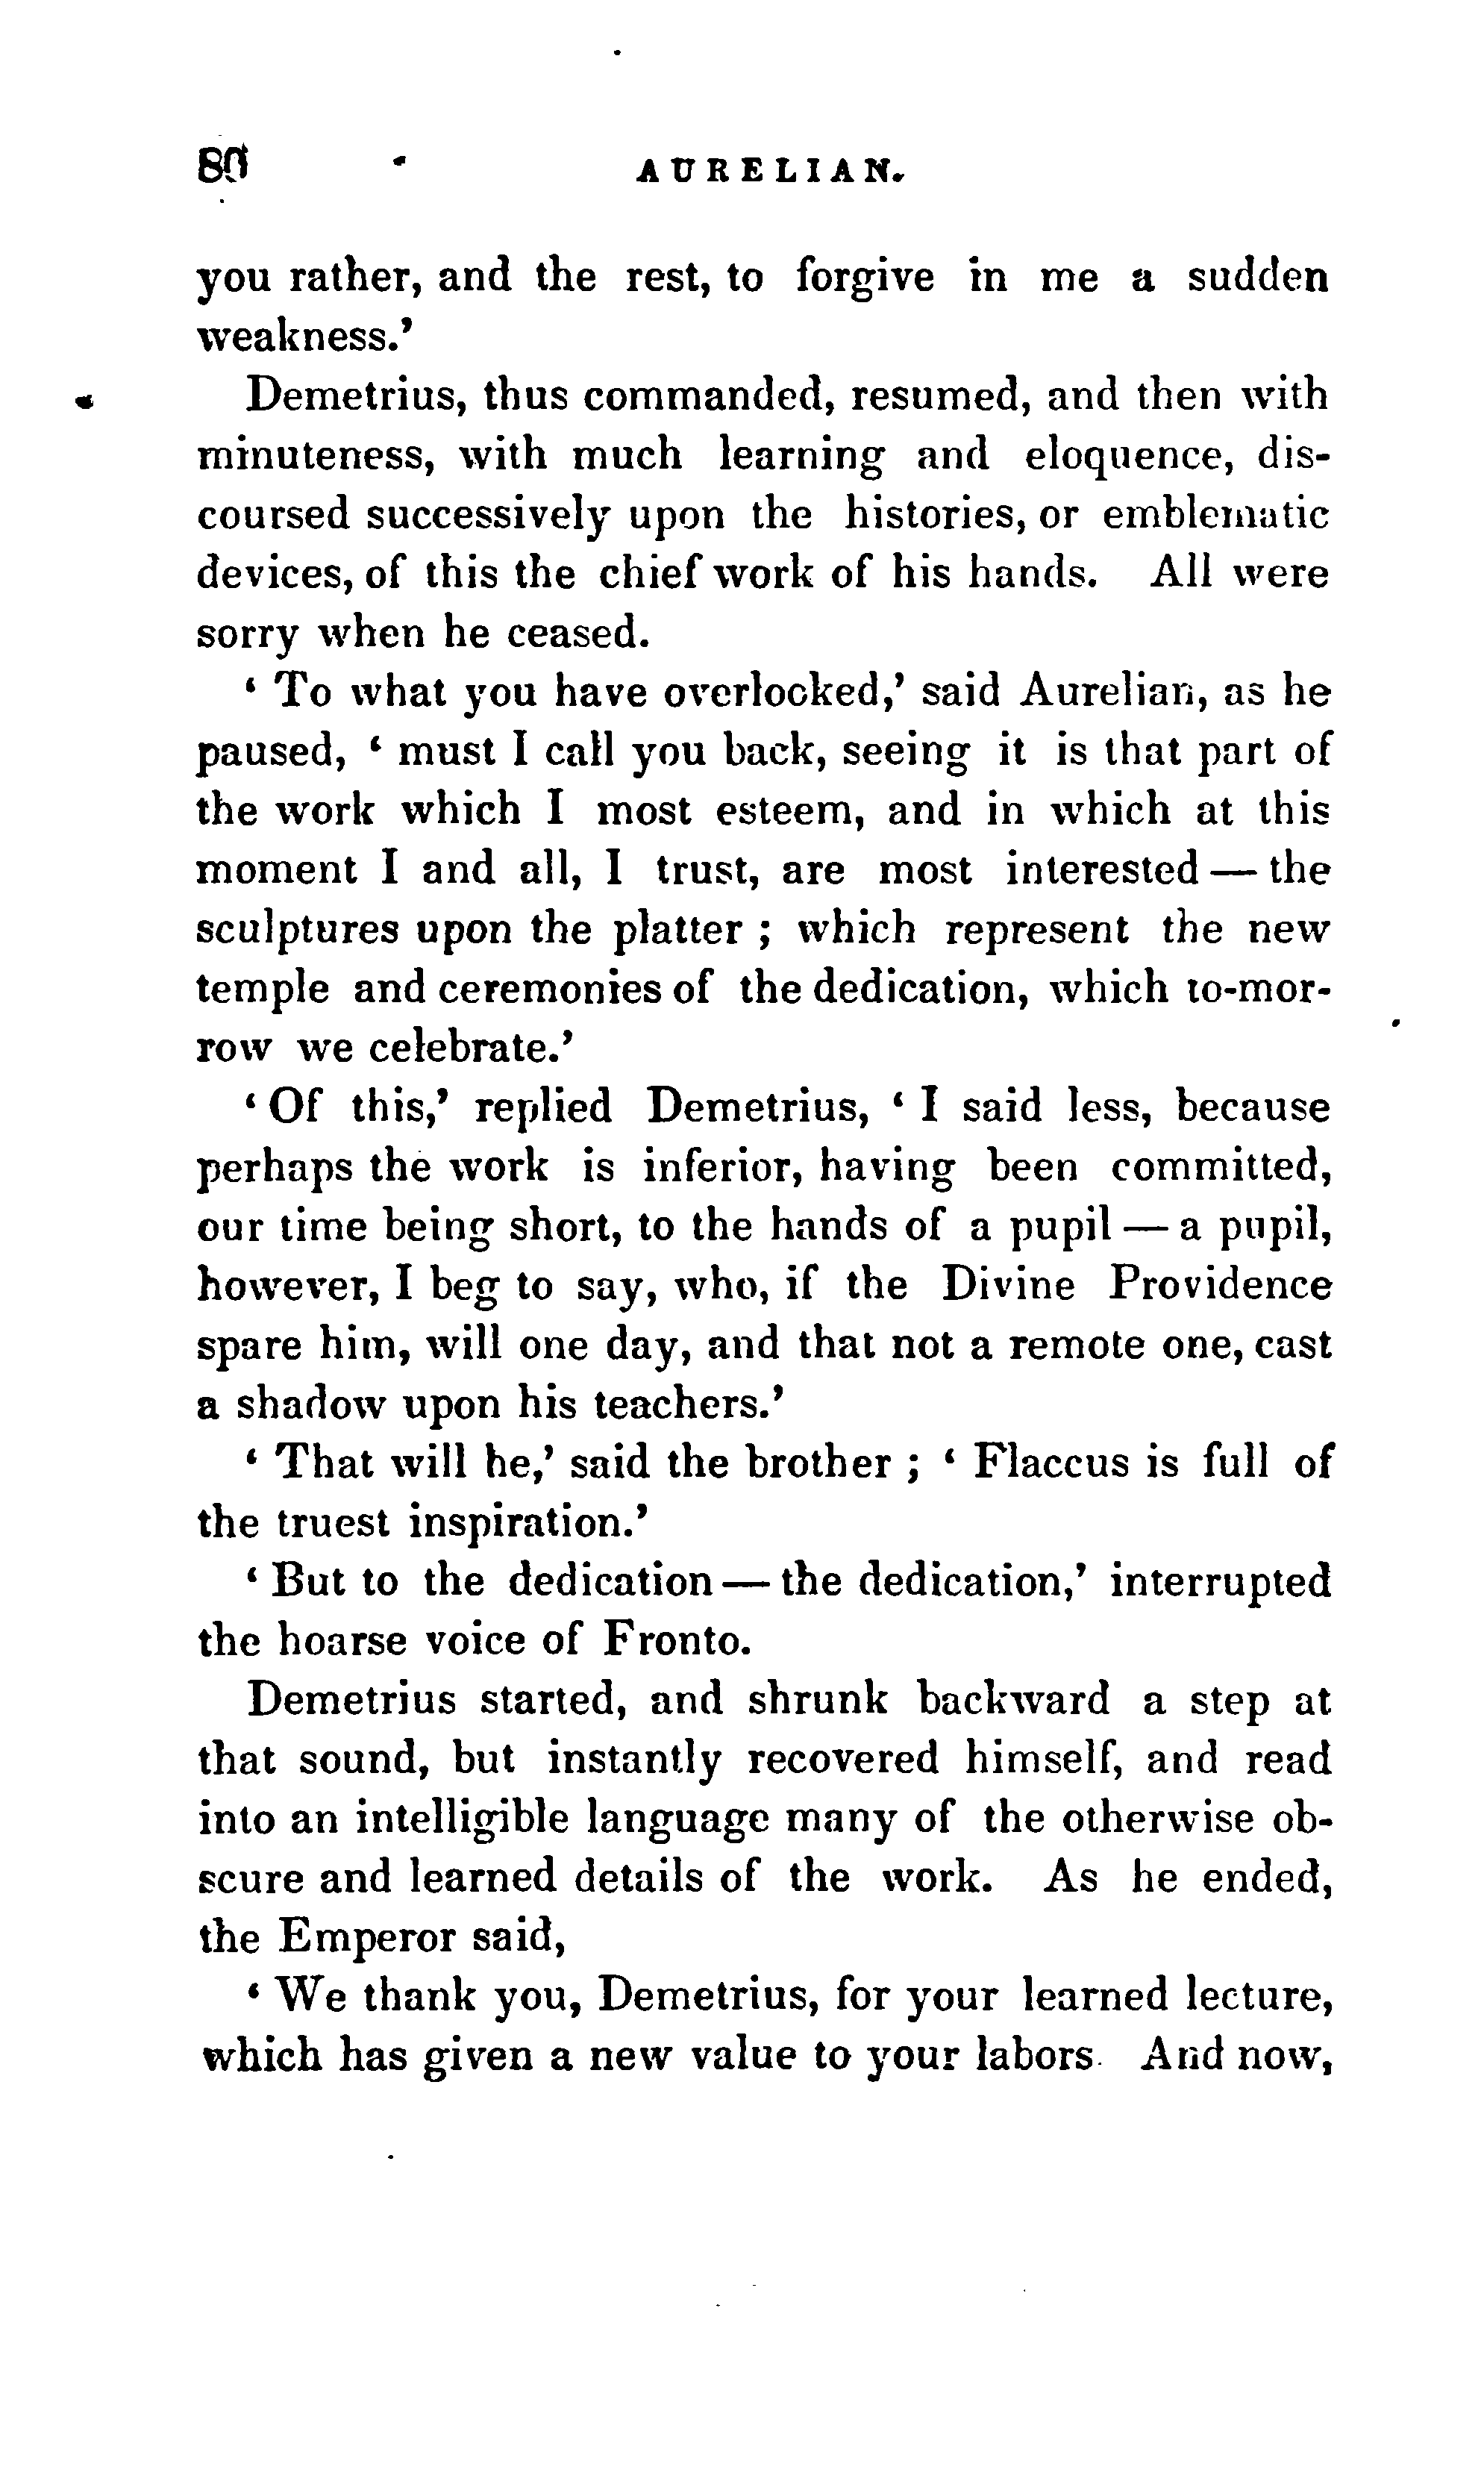 80 AURELIAN.
you rather, and the rest, to forgive in me a sudden
weakness.’
Demetrius, thus commanded, resumed, and then with
minuteness, with much learning and eloquence, dis-
coursed successively upon the histories, or emblematic
devices, of this the chief work of his hands. All were
sorry when he ceased.
‘ To what you have overlooked,’ said Aurelian, as he
paused, ‘ must I call you back, seeing it is that part of
the work which I most esteem, and in which at this
moment I and all, I trust, are most interested — the
sculptures upon the platter ; which represent the new
temple and ceremonies of the dedication, which to-mor-
row we celebrate.’
‘ Of this,’ replied Demetrius, ‘ I said less, because
perhaps the work is inferior, having been committed,
our time being short, to the hands of a pupil — a pupil,
however, I beg to say, who, if the Divine Providence
spare him, will one day, and that not a remote one, cast
a shadow upon his teachers.’
‘ That will he,’ said the brother ; ‘ Flaccus is full of
the truest inspiration.’
‘ But to the dedication — the dedication,’ interrupted
the hoarse voice of Fronto.
Demetrius started, and shrunk backward a step at
that sound, but instantly recovered himself, and read
into an intelligible language many of the otherwise ob-
scure and learned details of the work. As he ended,
the Emperor said,
‘ We thank you, Demetrius, for your learned lecture,
which has given a new value to your labors. And now,